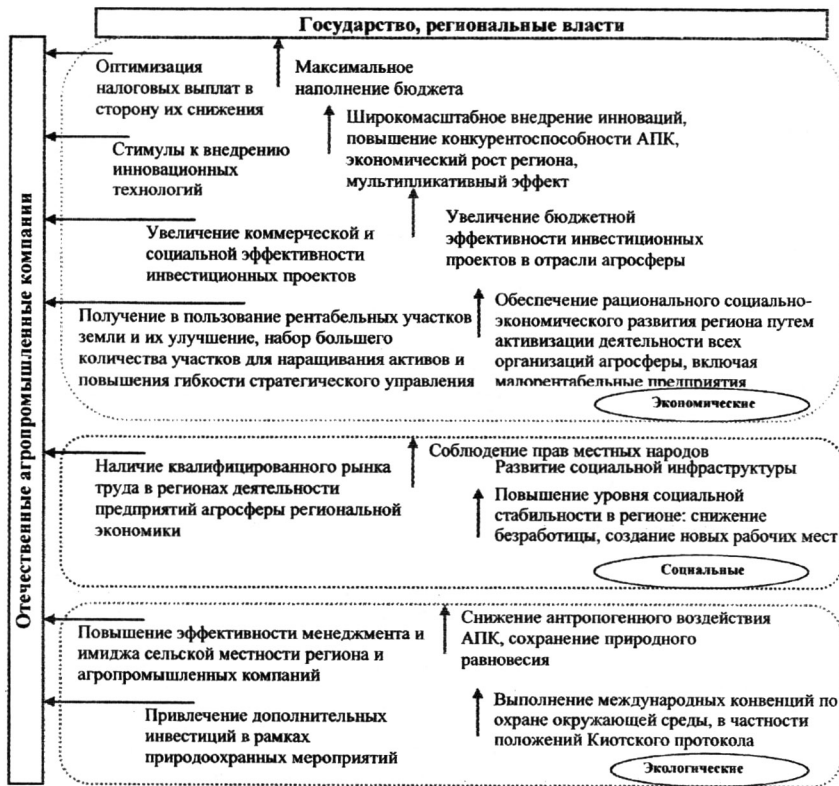 Государство, региональные власти
Отечественные агропромышленные компании
Оптимизация
налоговых выплат в
сторону их снижения
Максимальное
наполнение бюджета
Широкомасштабное внедрение инноваций,
повышение конкурентоспособности АПК,
экономический рост региона,
мультипликативный эффект
Стимулы к внедрению
инновационных
технологий
Увеличение коммерческой и
социальной эффективности
инвестиционных проектов
Увеличение бюджетной
эффективности инвестиционных
проектов в отрасли агросферы
Получение в пользование рентабельных участков
земли и их улучшение, набор большего
количества участков для наращивания активов и
повышения гибкости стратегического управления
Обеспечение рационального социально-
экономического развития региона путем
активизации деятельности всех
организаций агросферы, включая
малорентабельные предприятия
Экономические
Наличие квалифицированного рынка
труда в регионах деятельности
предприятий агросферы региональной
экономики
Соблюдение прав местных народов
Развитие социальной инфраструктуры
Повышение уровня социальной
стабильности в регионе: снижение
безработицы, создание новых рабочих мест
Социальные
Повышение эффективности менеджмента и
имиджа сельской местности региона и
агропромышленных компаний
Снижение антропогенного воздействия
АПК, сохранение природного
равновесия
Привлечение дополнительных
инвестиций в рамках
природоохранных мероприятий
Выполнение международных конвенций по
охране окружающей среды, в частности
положений Киотского протокола
Экологические